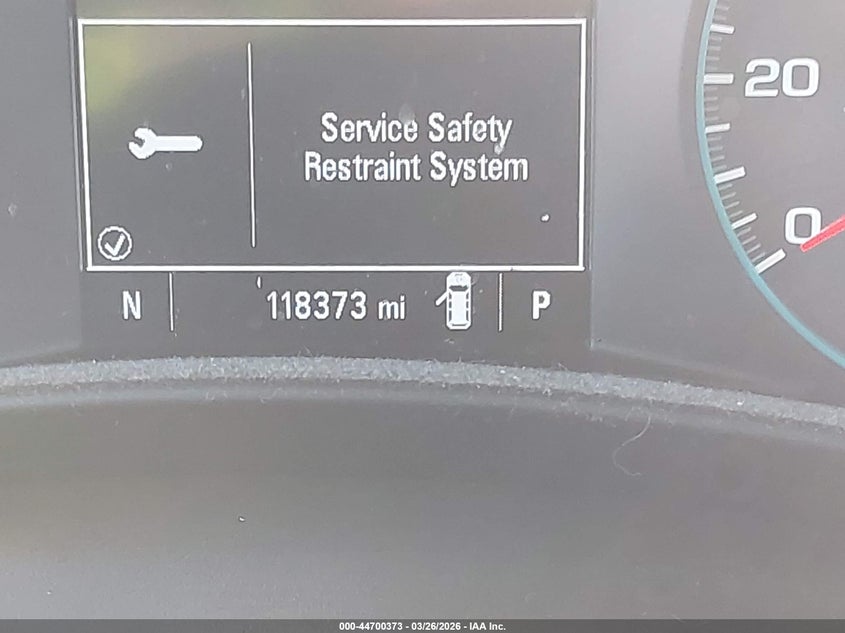 Service Safety
Restraint System
20
0
N 118373 mi P
000-44700373 - 03/26/2026 - IAA Inc.